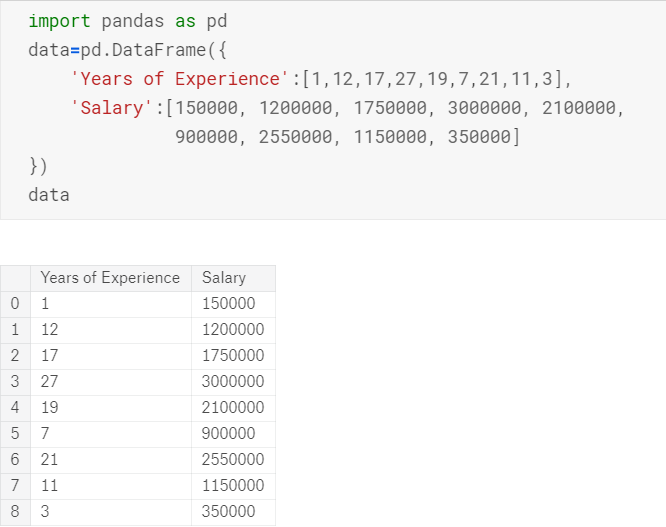 import pandas as pd
data=pd.DataFrame({
    'Years of Experience':[1,12,17,27,19,7,21,11,3],
    'Salary':[150000, 1200000, 1750000, 3000000, 2100000,
              900000, 2550000, 1150000, 350000]
})
data
Years of Experience Salary
0 1 150000
1 12 1200000
2 17 1750000
3 27 3000000
4 19 2100000
5 7 900000
6 21 2550000
7 11 1150000
8 3 350000